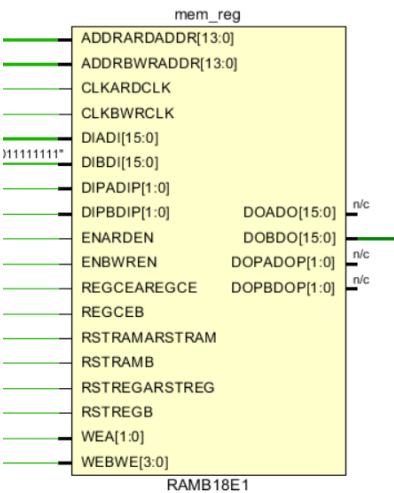 mem_reg
ADDRARDADDR[13:0]
ADDRBWRADDR[13:0]
CLKARDCLK
CLKBWRCLK
DIADI[15:0]
011111111"
DIBDI[15:0]
DIPADIP[1:0]
DIPBDIP[1:0]
DOADO[15:0]
n/c
ENARDEN
DOBDO[15:0]
ENBWREN
DOPADOP[1:0]
n/c
REGCEAREGCE
DOPBDOP[1:0]
n/c
REGCEB
RSTRAMARSTRAM
RSTRAMB
RSTREGARSTREG
RSTREGB
WEA[1:0]
WEBWE[3:0]
RAMB18E1